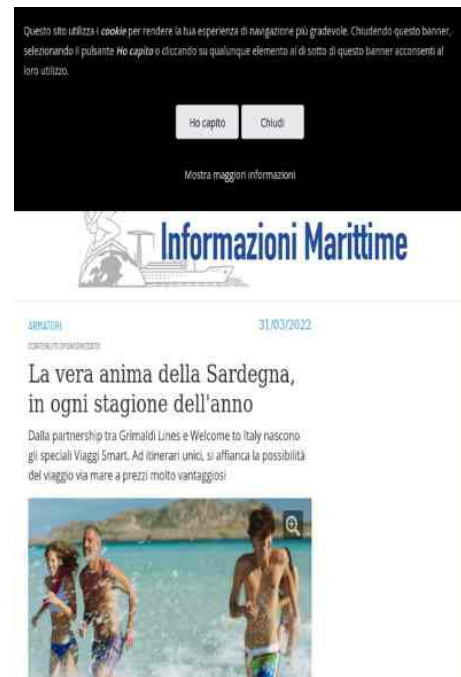 Questo sito utilizza i cookie per rendere la tua esperienza di navigazione più gradevole. Chiudendo questo banner,
selezionando il pulsante Ho capito o cliccando su qualunque elemento al di sotto di questo banner acconsenti al
loro utilizzo.
Ho capito
Chiudi
Mostra maggiori informazioni
Informazioni Marittime
ARMATORI
31/03/2022
CONTENUTO SPONSORIZZATO
La vera anima della Sardegna,
in ogni stagione dell'anno
Dalla partnership tra Grimaldi Lines e Welcome to Italy nascono
gli speciali Viaggi Smart. Ad itinerari unici, si affianca la possibilità
del viaggio via mare a prezzi molto vantaggiosi